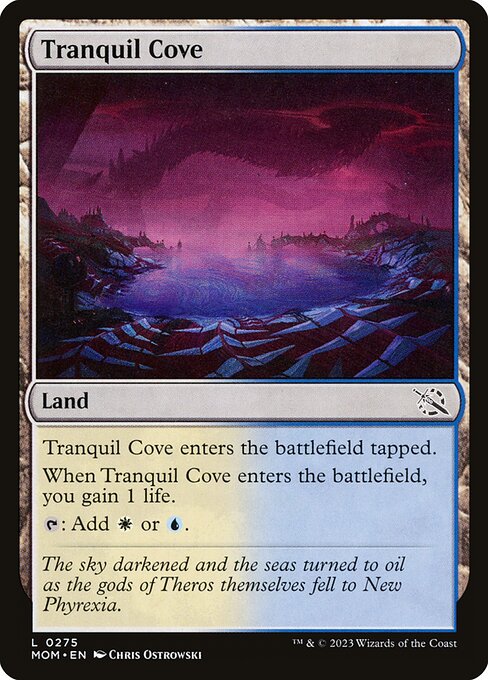 Tranquil Cove
Land
Tranquil Cove enters the battlefield tapped.
When Tranquil Cove enters the battlefield,
you gain 1 life.
: Add or .
The sky darkened and the seas turned to oil
as the gods of Theros themselves fell to New
Phyrexia.
L 0275
MOM • EN Chris Ostrowski
™ & © 2023 Wizards of the Coast